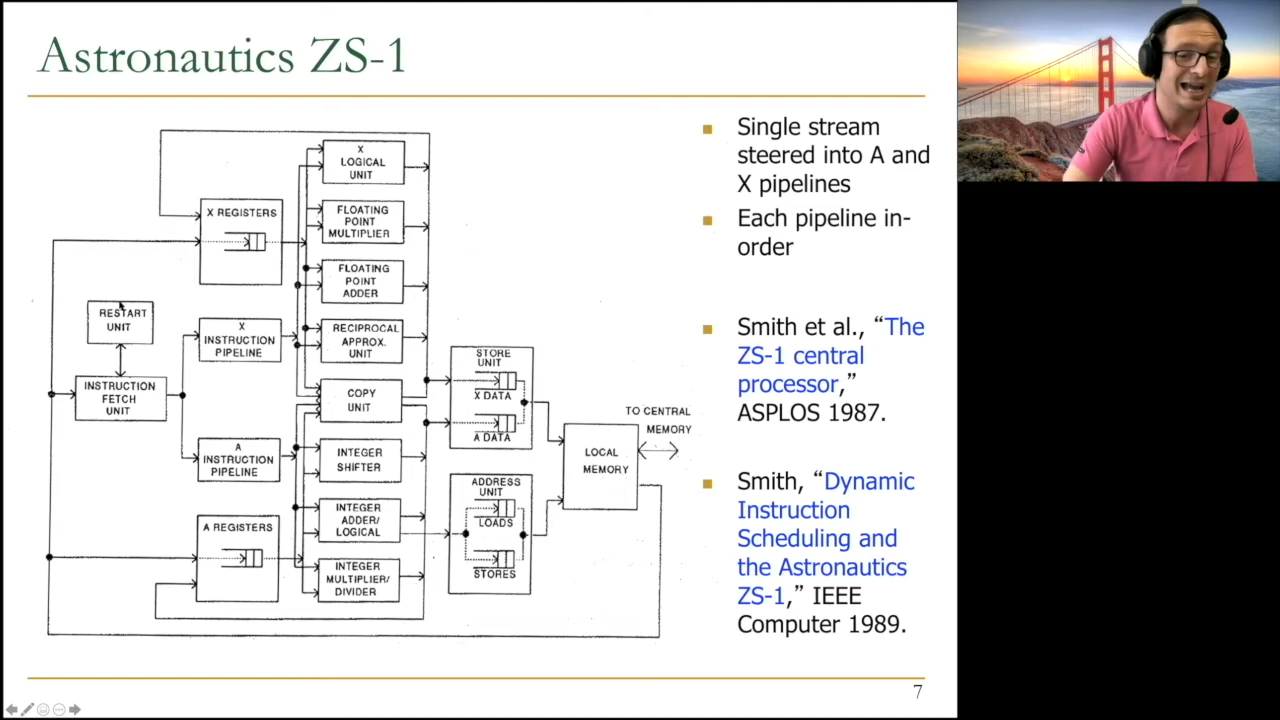 Astronautics ZS-1
X
LOGICAL
UNIT
X REGISTERS
FLOATING
POINT
MULTIPLIER
FLOATING
POINT
ADDER
RESTART
UNIT
X
INSTRUCTION
PIPELINE
RECIPROCAL
APPROX.
UNIT
INSTRUCTION
FETCH
UNIT
COPY
UNIT
STORE
UNIT
X DATA
A DATA
TO CENTRAL
MEMORY
A
INSTRUCTION
PIPELINE
INTEGER
SHIFTER
LOCAL
MEMORY
ADDRESS
UNIT
LOADS
STORES
A REGISTERS
INTEGER
ADDER/
LOGICAL
INTEGER
MULTIPLIER/
DIVIDER
Single stream
steered into A and
X pipelines
Each pipeline in-
order
Smith et al., “The
ZS-1 central
processor,”
ASPLOS 1987.
Smith, “Dynamic
Instruction
Scheduling and
the Astronautics
ZS-1,” IEEE
Computer 1989.
7